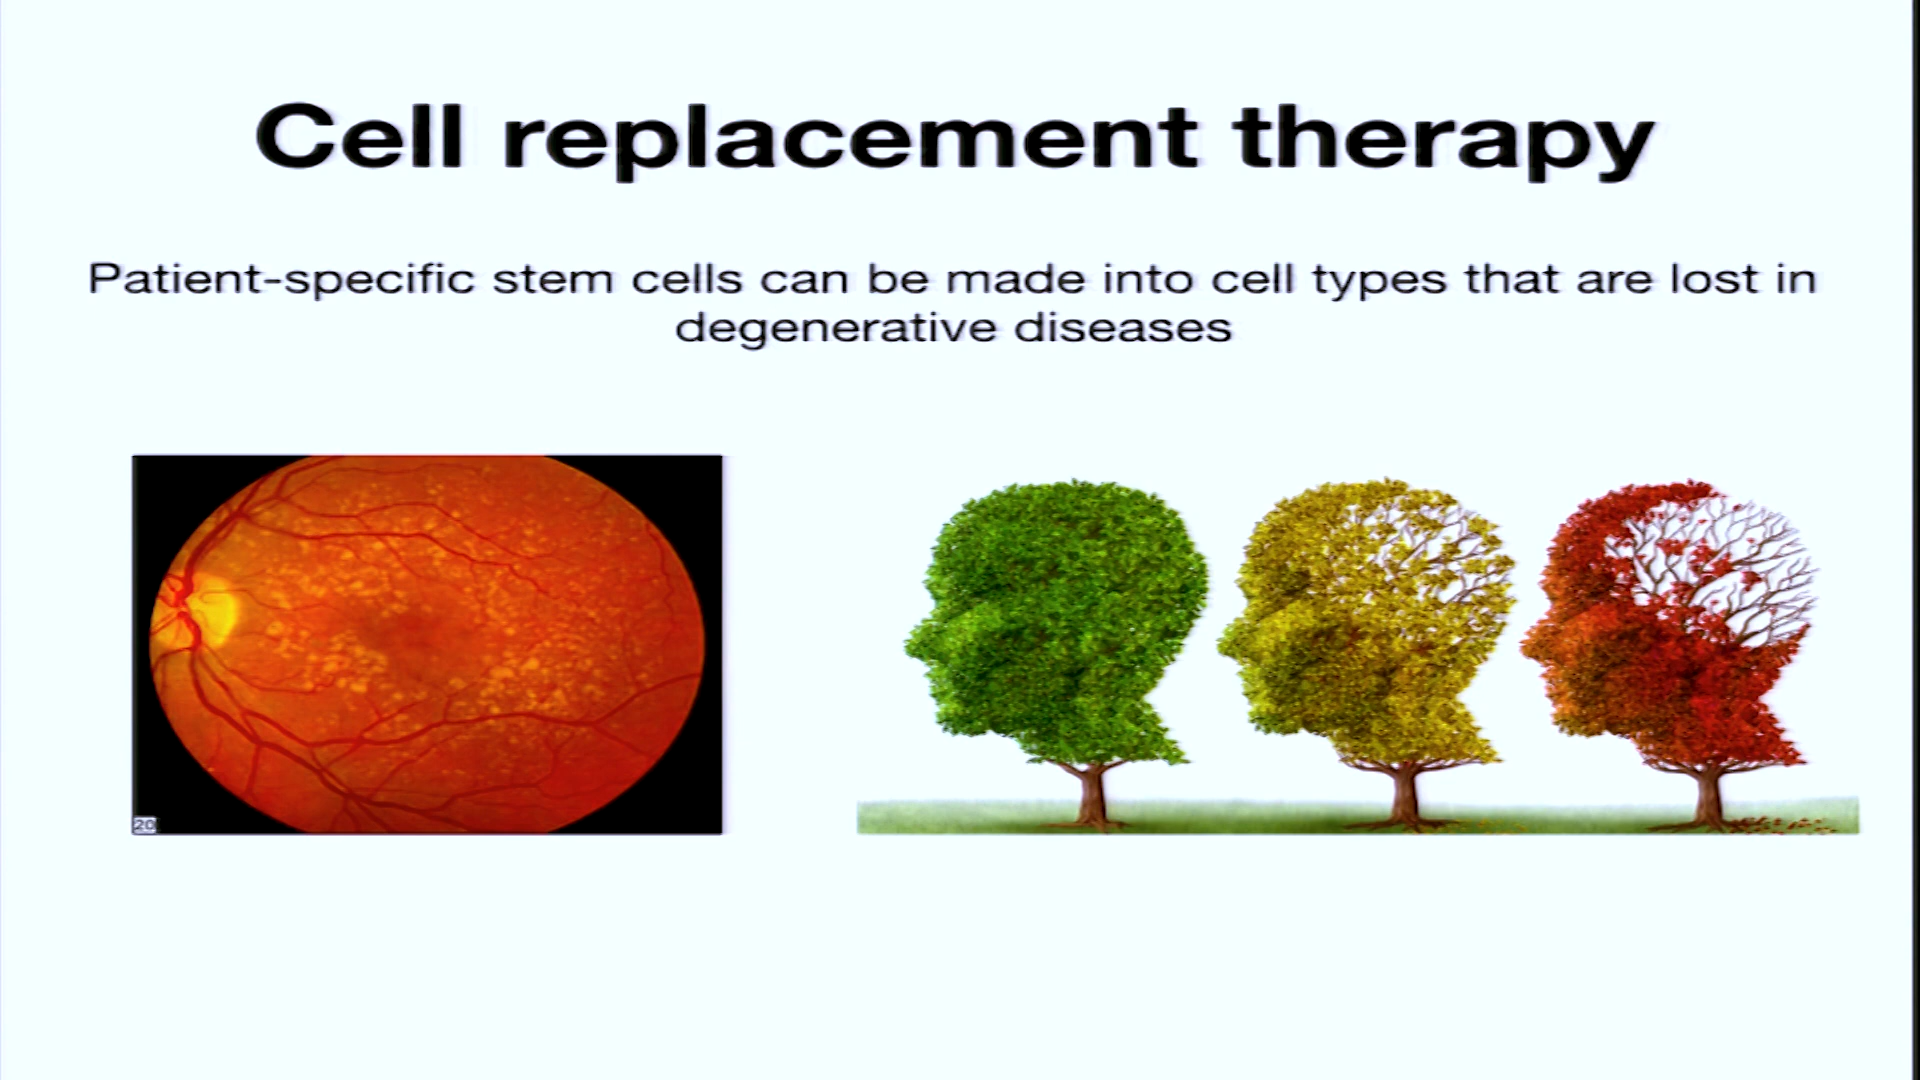 Cell replacement therapy
Patient-specific stem cells can be made into cell types that are lost in
degenerative diseases
20